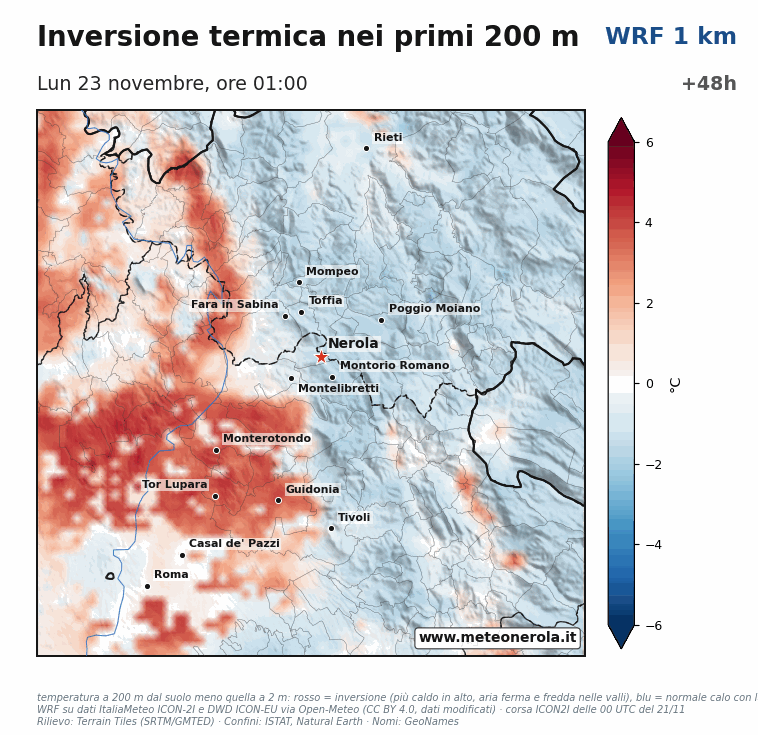 Inversione termica nei primi 200 m
WRF 1 km
Lun 23 novembre, ore 01:00
+48h
Rieti
Mompeo
Fara in Sabina
Toffia
Poggio Moiano
Nerola
Montorio Romano
Montelibretti
Monterotondo
Tor Lupara
Guidonia
Tivoli
Casal de' Pazzi
Roma
www.meteonerola.it
6
4
2
0
−2
−4
−6
°C
temperatura a 200 m dal suolo meno quella a 2 m: rosso = inversione (più caldo in alto, aria ferma e fredda nelle valli), blu = normale calo con
WRF su dati ItaliaMeteo ICON-2I e DWD ICON-EU via Open-Meteo (CC BY 4.0, dati modificati) · corsa ICON2I delle 00 UTC del 21/11
Rilievo: Terrain Tiles (SRTM/GMTED) · Confini: ISTAT, Natural Earth · Nomi: GeoNames